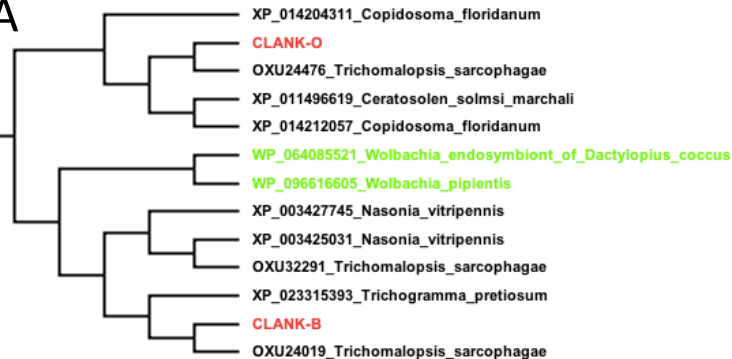 A
XP_014204311_Copidosoma_floridanum
CLANK-O
OXU24476_Trichomalopsis_sarcophagae
XP_011496619_Ceratosolen_solmsi_marchali
XP_014212057_Copidosoma_floridanum
WP_064085521_Wolbachia_endosymbiont_of_Dactylopius_coccus
WP_096616605_Wolbachia_pipientis
XP_003427745_Nasonia_vitripennis
XP_003425031_Nasonia_vitripennis
OXU32291_Trichomalopsis_sarcophagae
XP_023315393_Trichogramma_pretiosum
CLANK-B
OXU24019_Trichomalopsis_sarcophagae